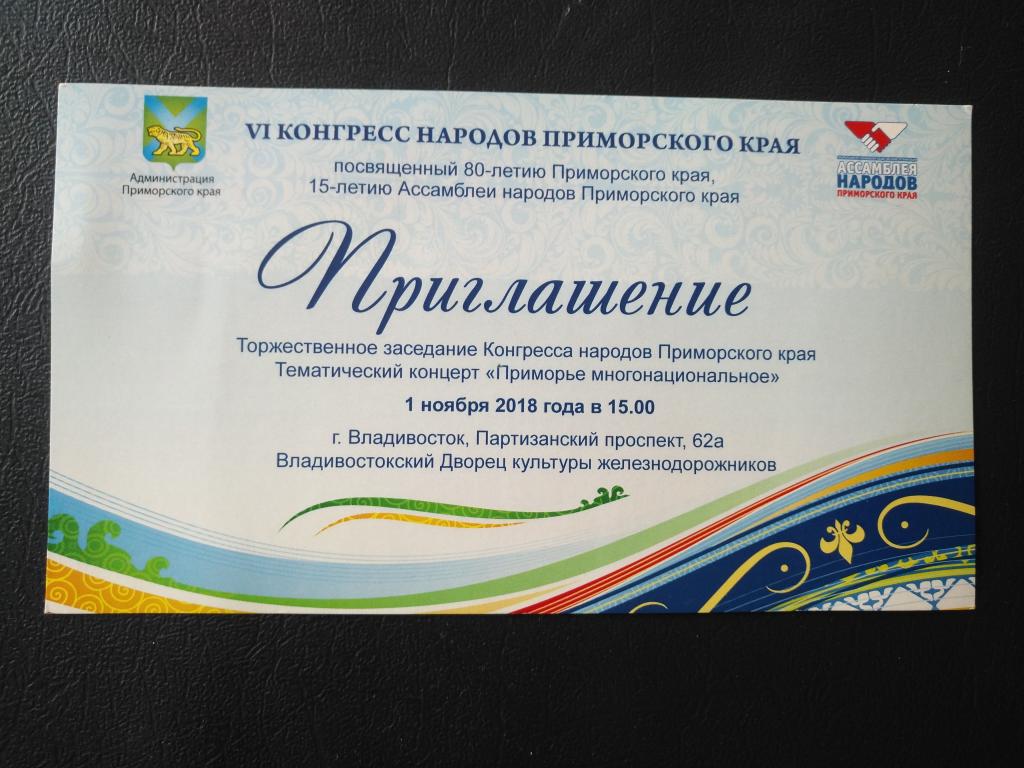 VI КОНГРЕСС НАРОДОВ ПРИМОРСКОГО КРАЯ
посвященный 80-летию Приморского края,
15-летию Ассамблеи народов Приморского края
Администрация
Приморского края
АССАМБЛЕЯ
НАРОДОВ
ПРИМОРСКОГО КРАЯ
Приглашение
Торжественное заседание Конгресса народов Приморского края
Тематический концерт «Приморье многонациональное»
1 ноября 2018 года в 15.00
г. Владивосток, Партизанский проспект, 62а
Владивостокский Дворец культуры железнодорожников